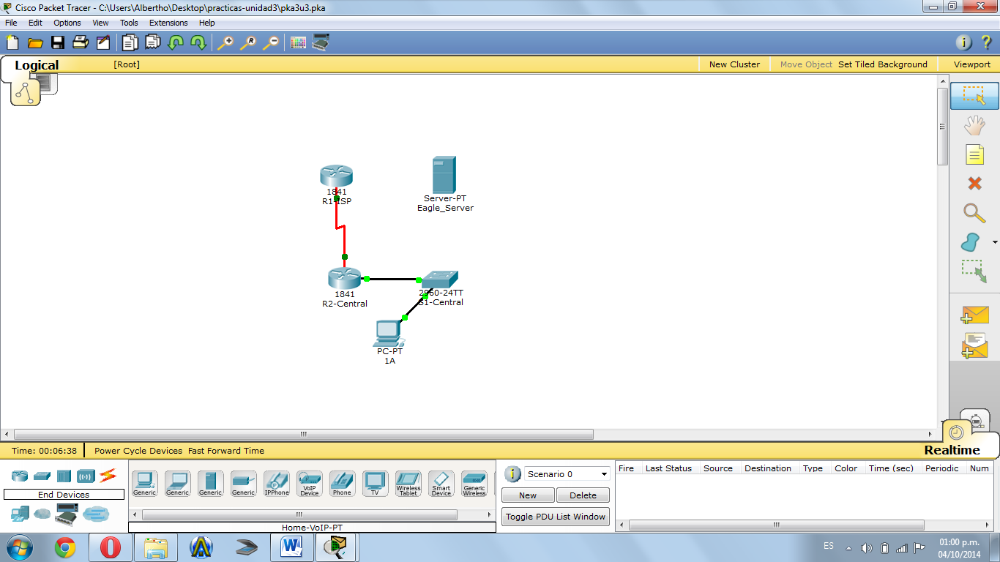 Cisco Packet Tracer - C:\Users\Albertho\Desktop\practicas-unidad3\pka3u3.pka
File Edit Options View Tools Extensions Help
Logical [Root] New Cluster Move Object Set Tiled Background Viewport
1841
R1-ISP
Server-PT
Eagle_Server
1841
R2-Central
2960-24TT
S1-Central
PC-PT
1A
Time: 00:06:38 Power Cycle Devices Fast Forward Time Realtime
End Devices
Generic Generic Generic Generic IPPhone VoIP Device Phone TV Wireless Tablet Smart Device Generic Wireless
Home-VoIP-PT
Scenario 0
New Delete
Toggle PDU List Window
Fire Last Status Source Destination Type Color Time (sec) Periodic Num
ES 01:00 p.m.
04/10/2014